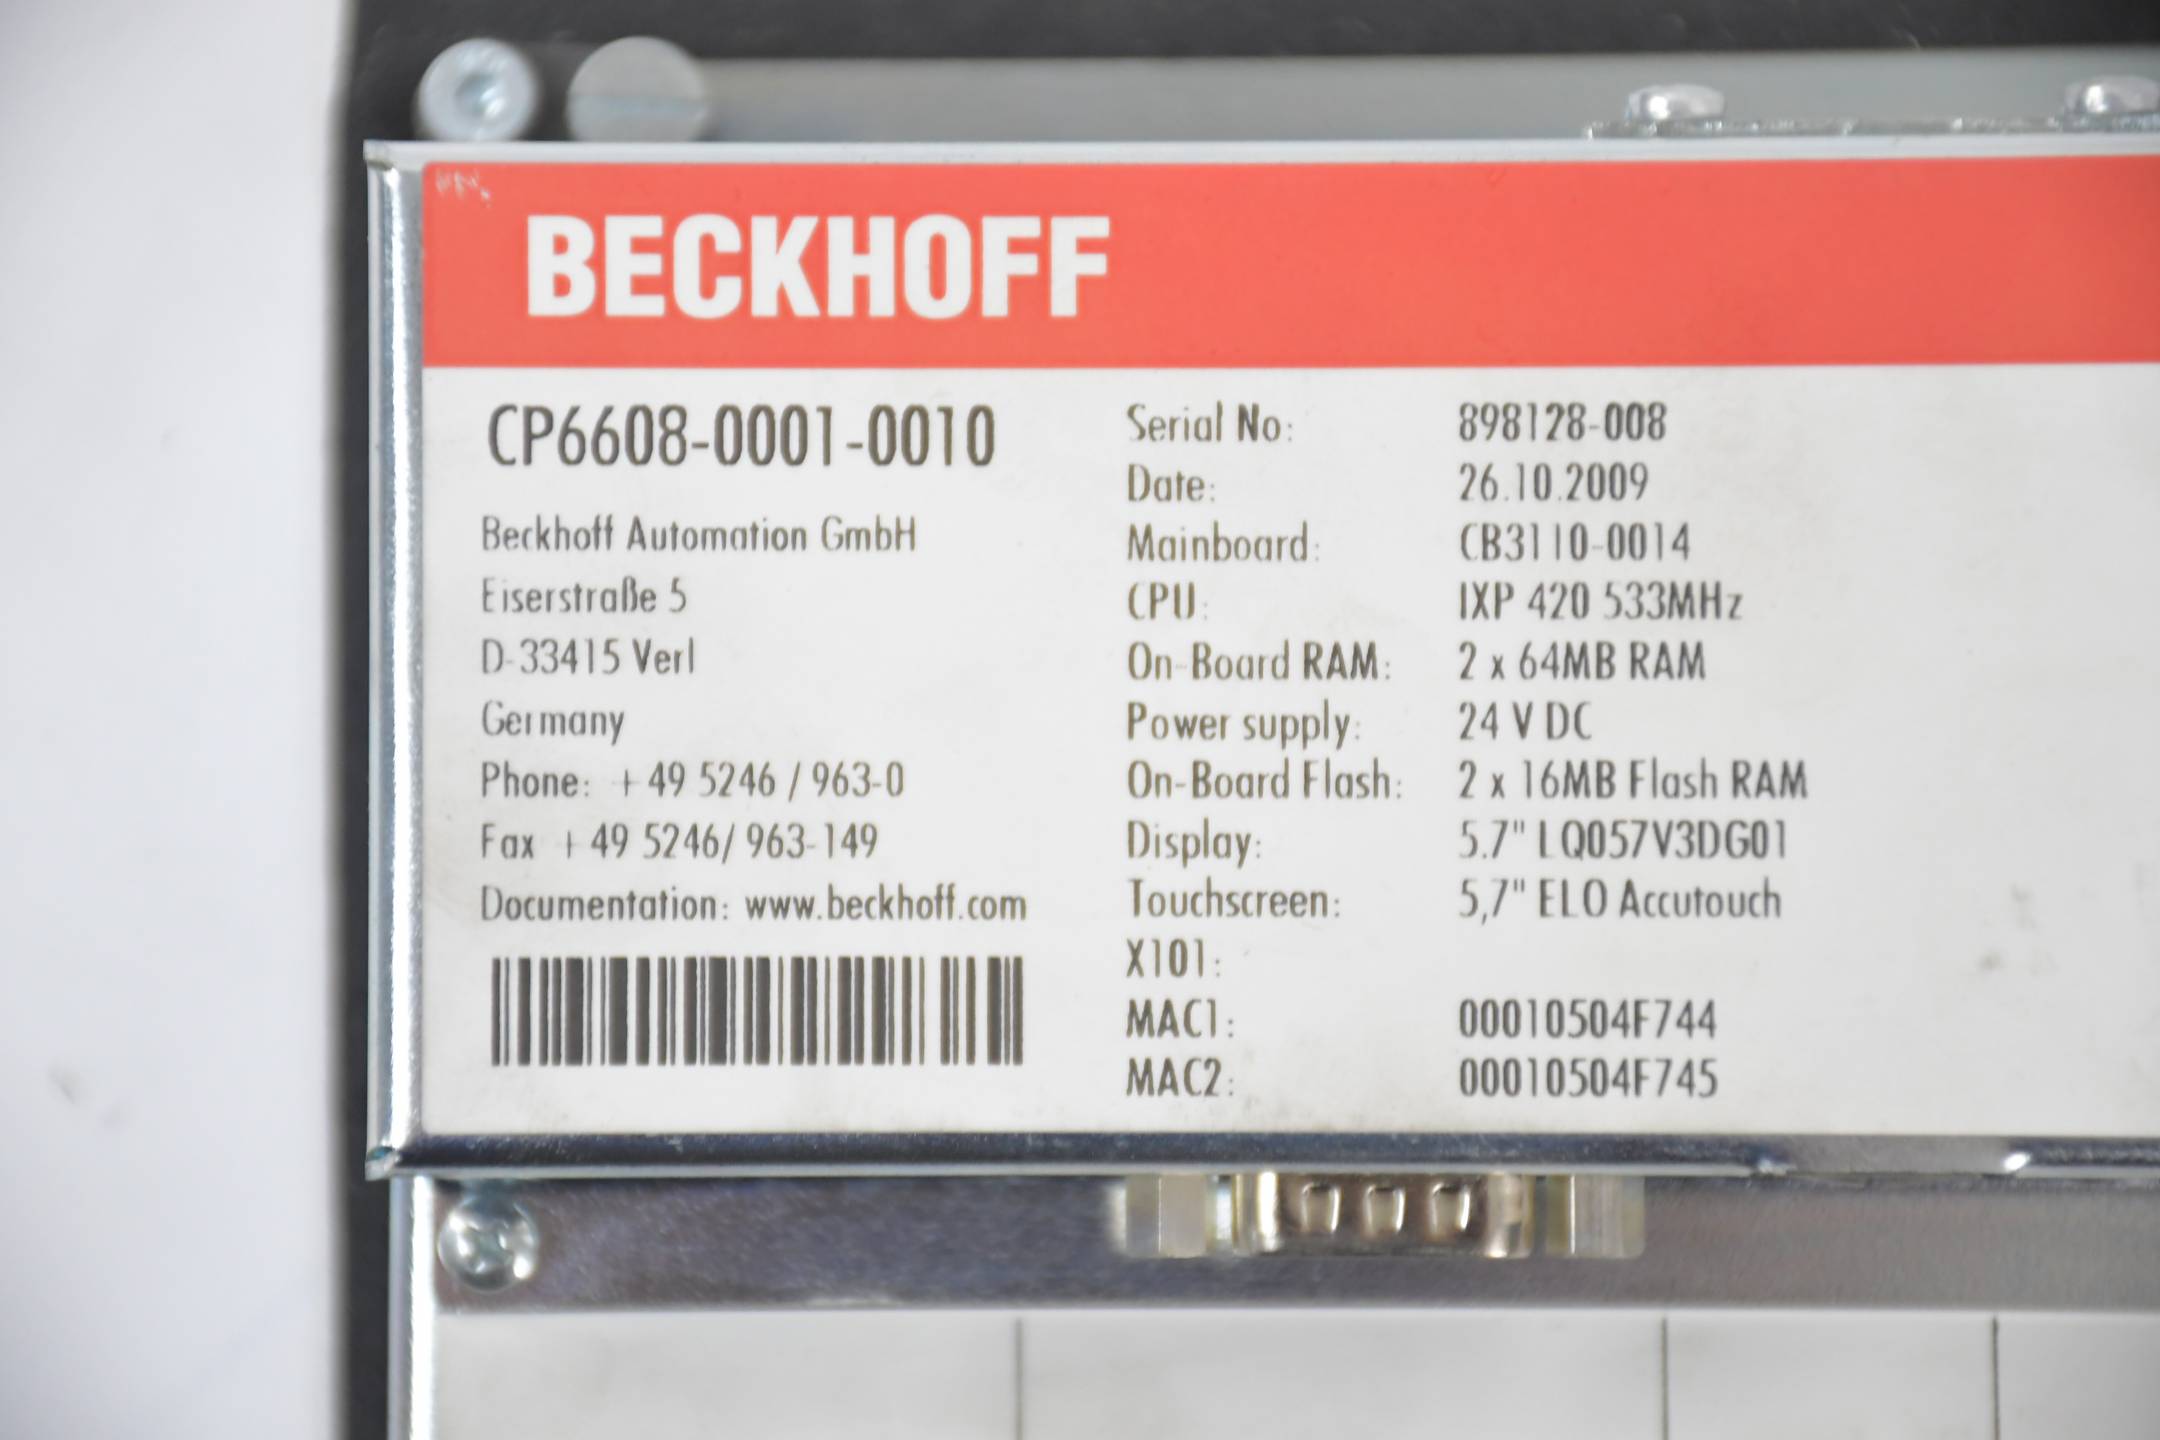 BECKHOFF
CP6608-0001-0010
Beckhoff Automation GmbH
Eiserstraße 5
D-33415 Verl
Germany
Phone: +49 5246 / 963-0
Fax +49 5246/ 963-149
Documentation: www.beckhoff.com
Serial No: 898128-008
Date: 26.10.2009
Mainboard: CB3110-0014
CPU: IXP 420 533MHz
On-Board RAM: 2 x 64MB RAM
Power supply: 24 V DC
On-Board Flash: 2 x 16MB Flash RAM
Display: 5.7" LQ057V3DG01
Touchscreen: 5,7" ELO Accutouch
X101:
MAC1: 00010504F744
MAC2: 00010504F745